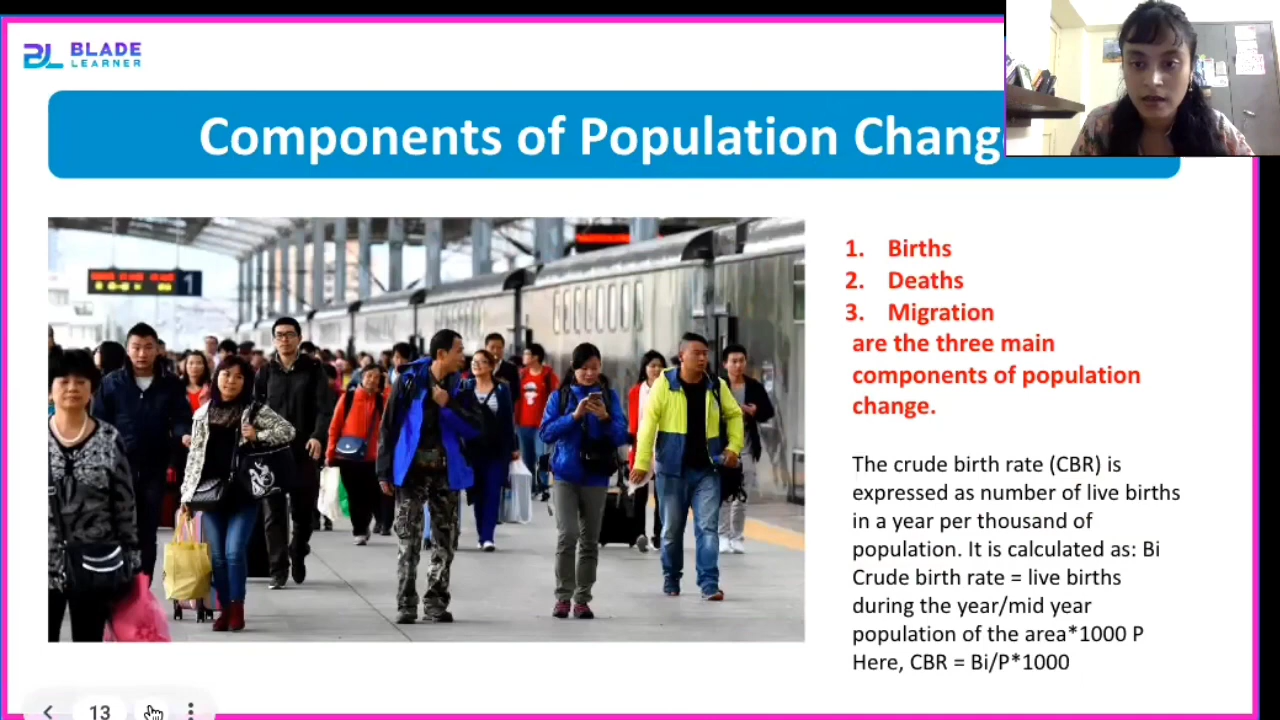 BLADE
LEARNER
Components of Population Chang
1. Births
2. Deaths
3. Migration
are the three main
components of population
change.
The crude birth rate (CBR) is
expressed as number of live births
in a year per thousand of
population. It is calculated as: Bi
Crude birth rate = live births
during the year/mid year
population of the area*1000 P
Here, CBR = Bi/P*1000
1
13